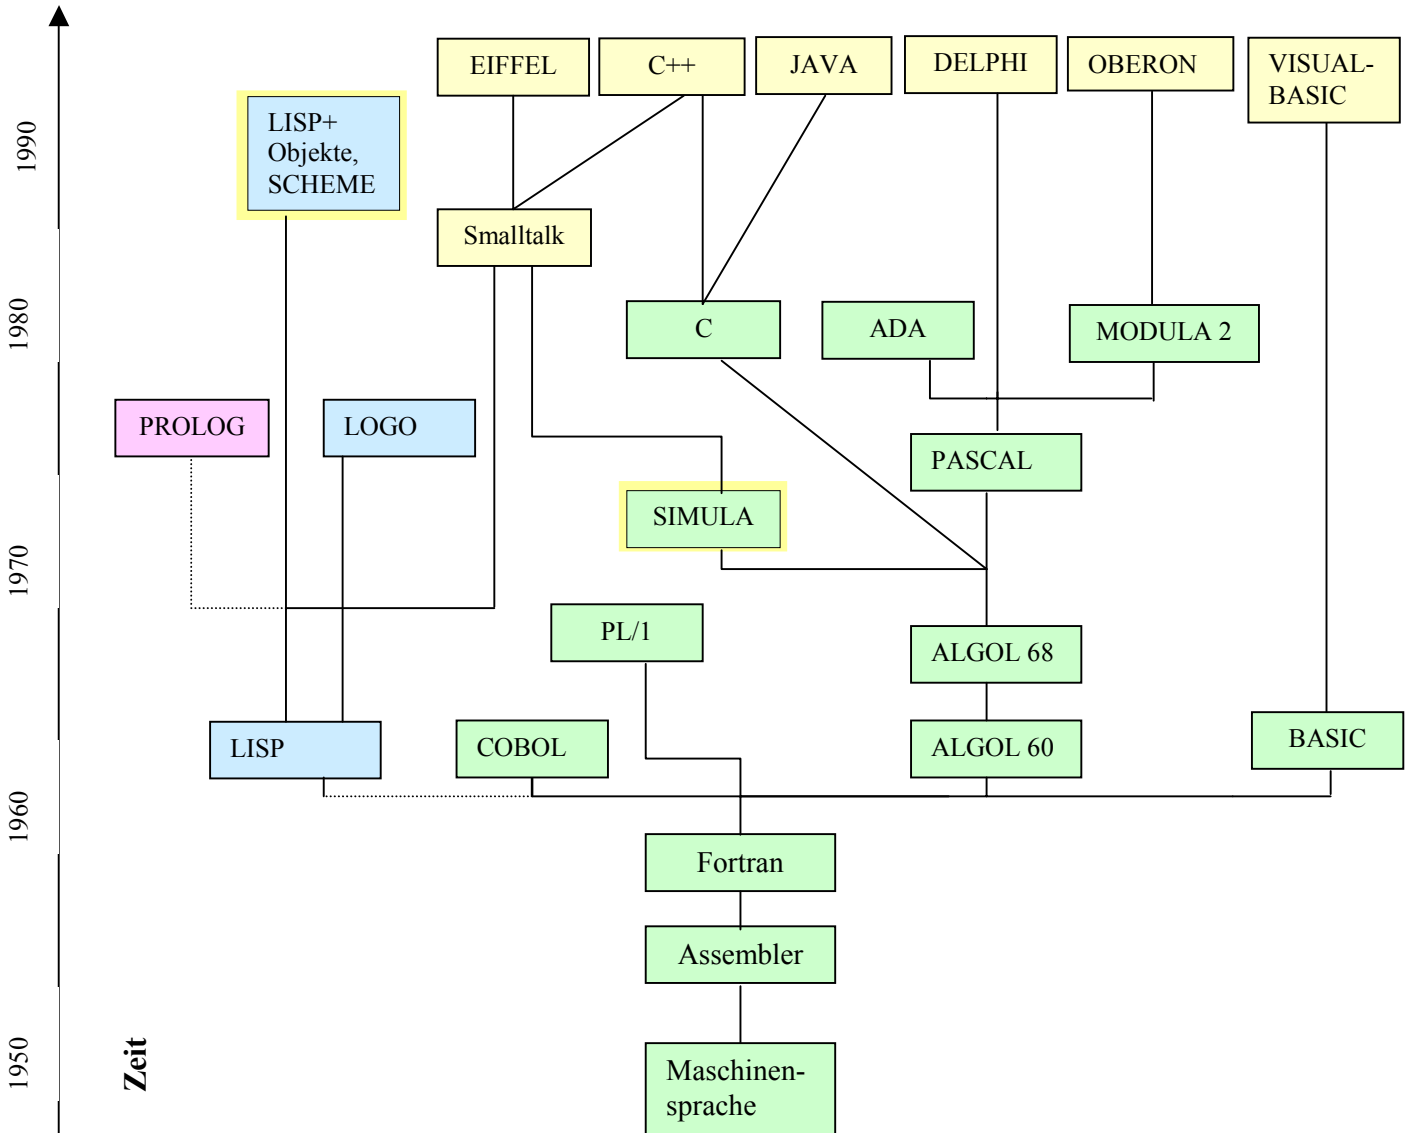 EIFFEL
C++
JAVA
DELPHI
OBERON
VISUAL-
BASIC
LISP+
Objekte,
SCHEME
1990
Smalltalk
C
ADA
MODULA 2
1980
PROLOG
LOGO
PASCAL
SIMULA
1970
PL/1
ALGOL 68
LISP
COBOL
ALGOL 60
BASIC
1960
Fortran
Assembler
1950
Zeit
Maschinen-
sprache